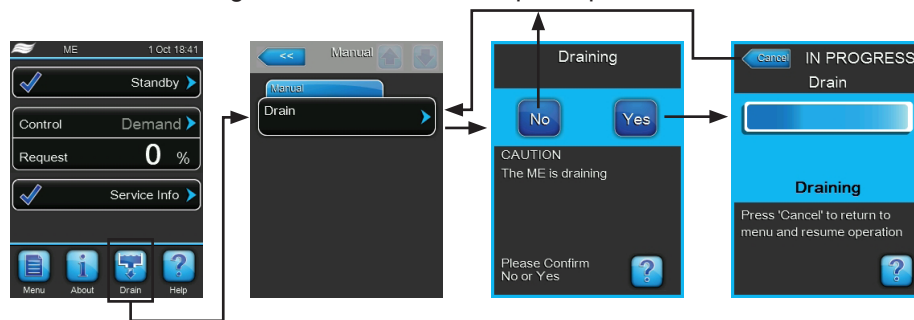 ME 1 Oct 18:41
Standby
Control Demand
Request 0 %
Service Info
Menu About Drain Help
<< Manual
Manual
Drain
Draining
No Yes
CAUTION
The ME is draining
Please Confirm
No or Yes
Cancel IN PROGRESS
Drain
Draining
Press 'Cancel' to return to
menu and resume operation